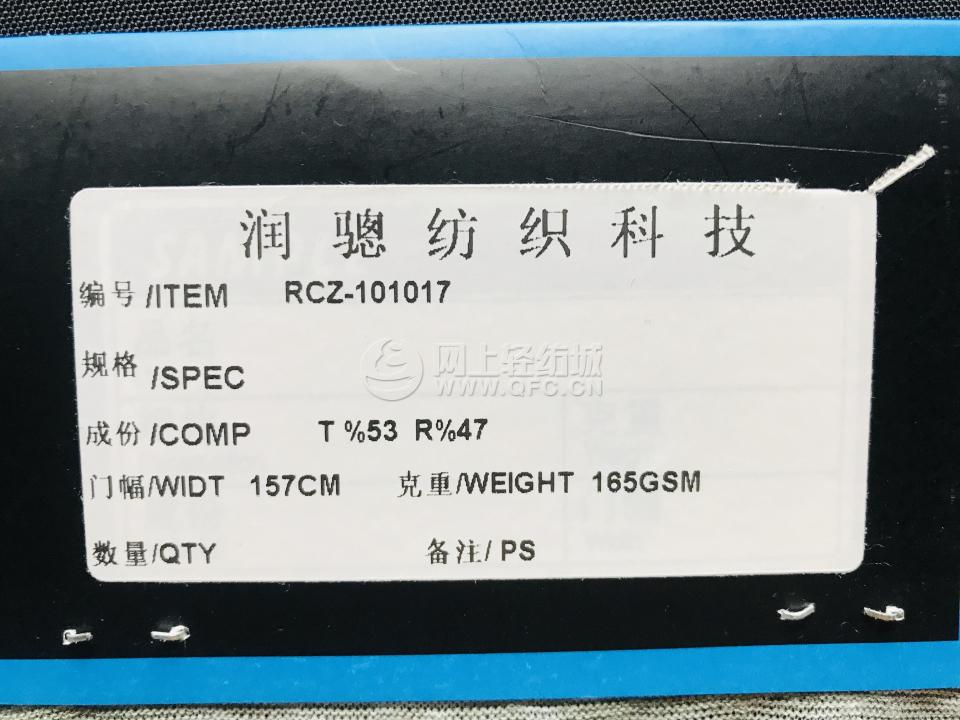 润骢纺织科技
编号/ITEM RCZ-101017
规格/SPEC
网上轻纺城
WWW.QFC.CN
成份/COMP T %53 R%47
门幅/WIDT 157CM 克重/WEIGHT 165GSM
数量/QTY 备注/ PS